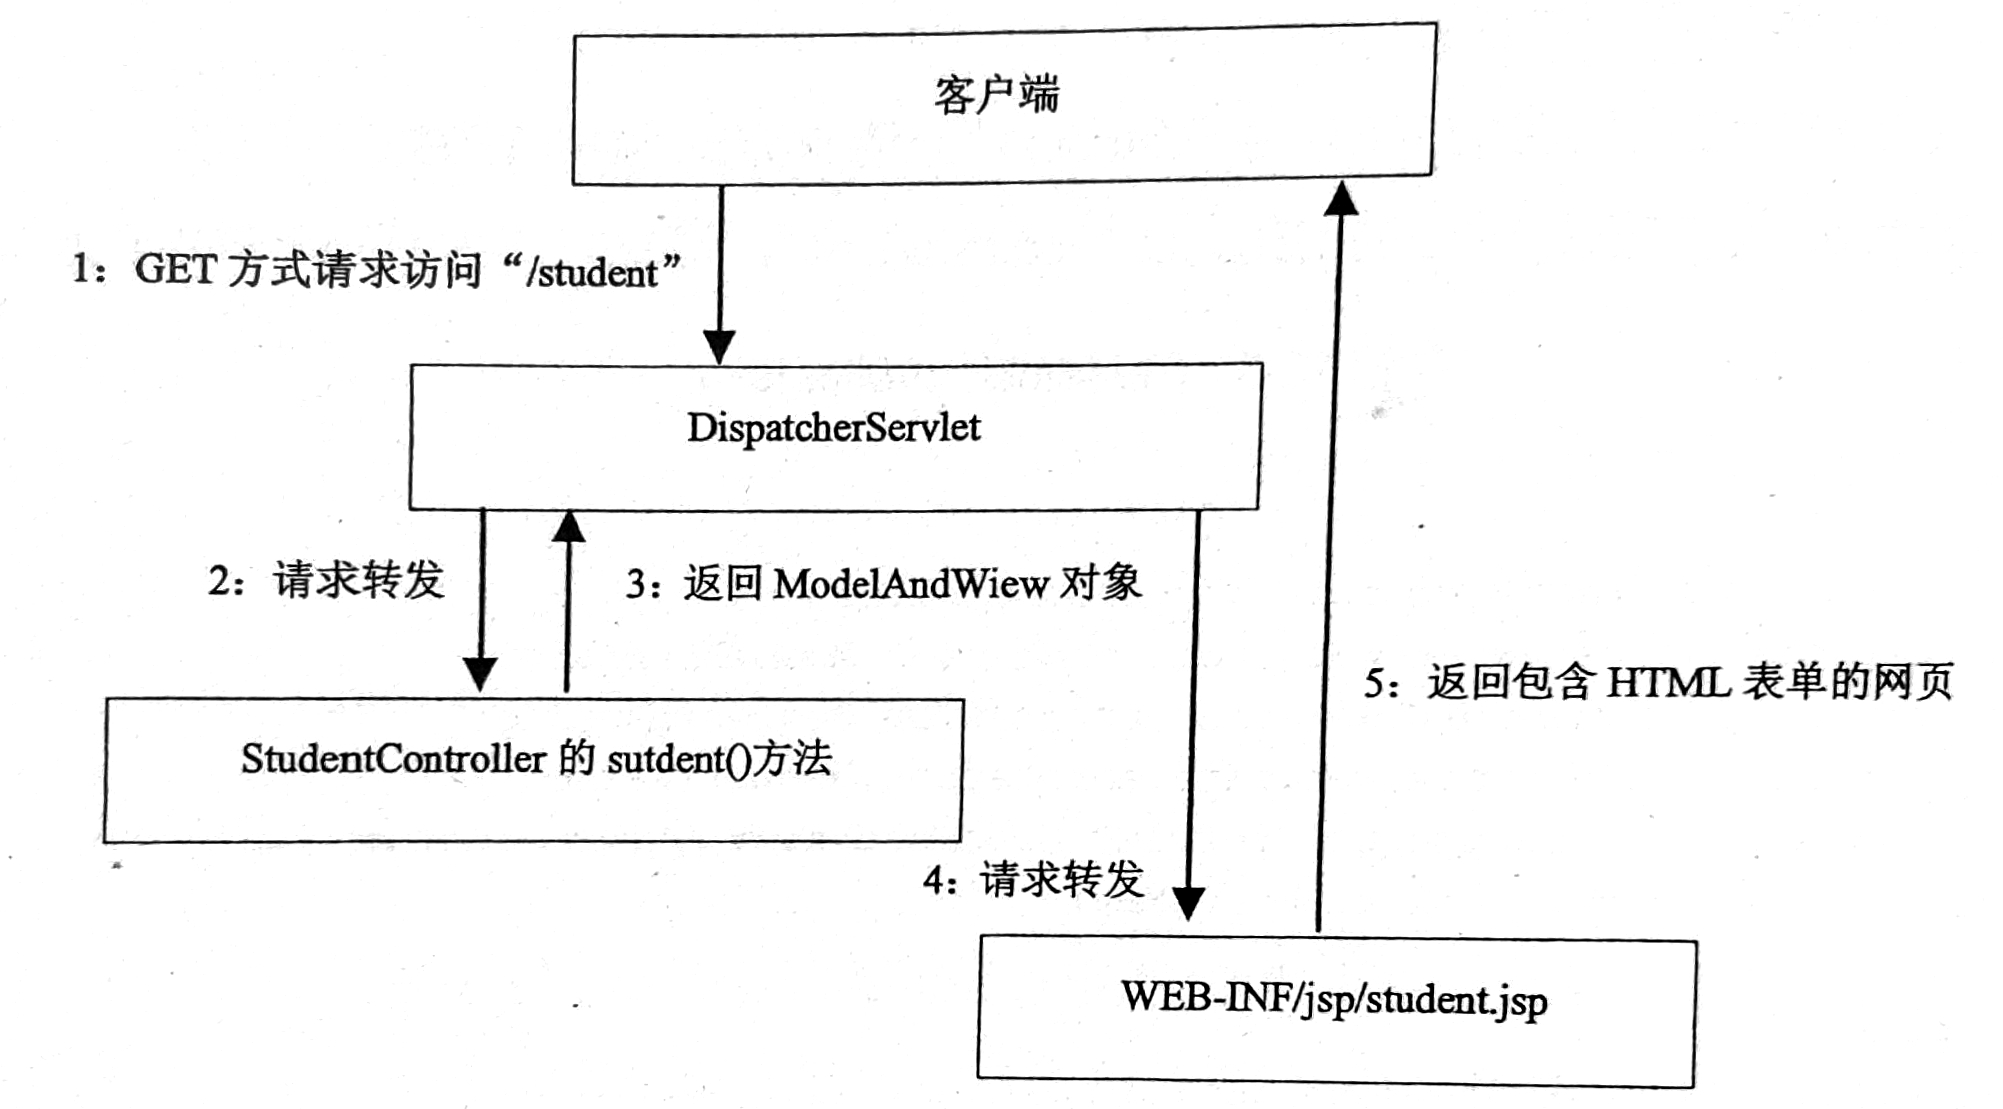 客户端
1：GET 方式请求访问“/student”
DispatcherServlet
2：请求转发
3：返回 ModelAndWiew 对象
5：返回包含 HTML 表单的网页
StudentController 的 sutdent()方法
4：请求转发
WEB-INF/jsp/student.jsp